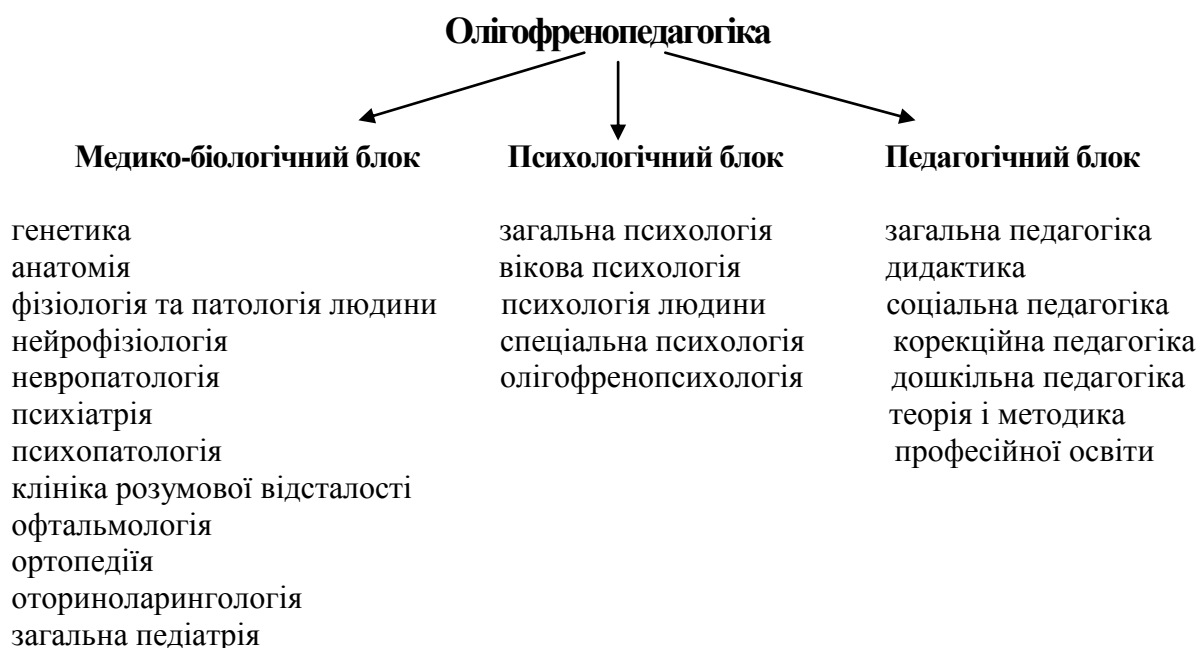 Олігофренопедагогіка
Медико-біологічний блок
генетика
анатомія
фізіологія та патологія людини
нейрофізіологія
невропатологія
психіатрія
психопатологія
клініка розумової відсталості
офтальмологія
ортопедіїя
оториноларингологія
загальна педіатрія
Психологічний блок
загальна психологія
вікова психологія
психологія людини
спеціальна психологія
олігофренопсихологія
Педагогічний блок
загальна педагогіка
дидактика
соціальна педагогіка
корекційна педагогіка
дошкільна педагогіка
теорія і методика
професійної освіти